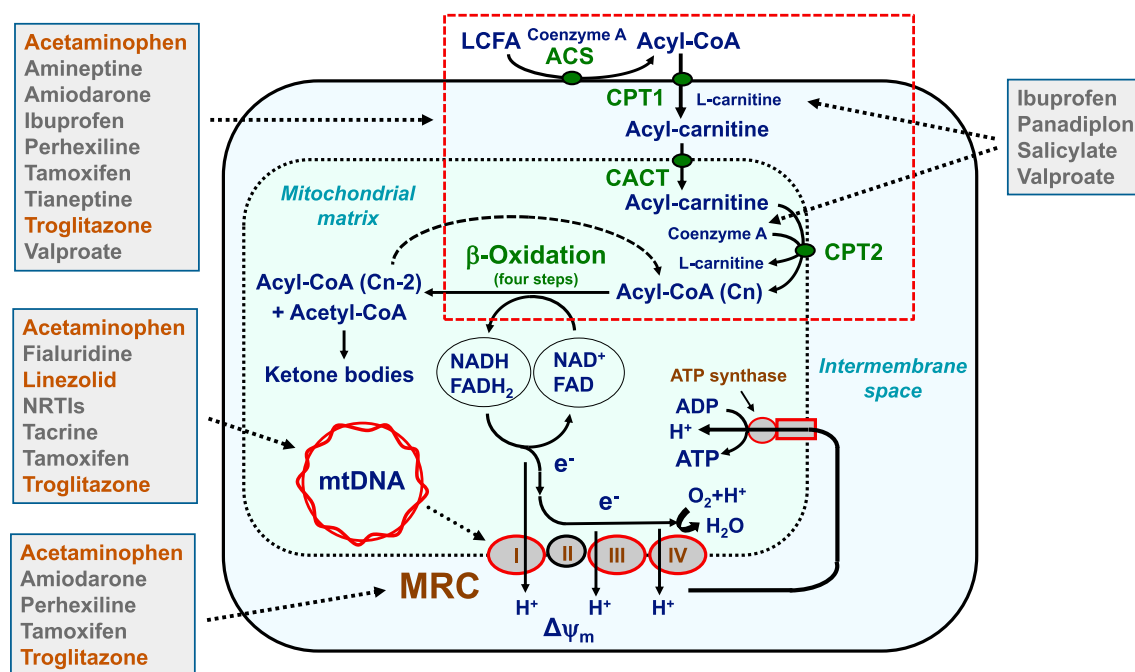 Acetaminophen
Amineptine
Amiodarone
Ibuprofen
Perhexiline
Tamoxifen
Tianeptine
Troglitazone
Valproate
Acetaminophen
Fialuridine
Linezolid
NRTIs
Tacrine
Tamoxifen
Troglitazone
Acetaminophen
Amiodarone
Perhexiline
Tamoxifen
Troglitazone
LCFA Coenzyme A Acyl-CoA
ACS
CPT1
L-carnitine
Acyl-carnitine
CACT
Acyl-carnitine
Coenzyme A
L-carnitine
CPT2
Acyl-CoA (Cn)
Mitochondrial
matrix
β-Oxidation
(four steps)
Acyl-CoA (Cn-2)
+ Acetyl-CoA
Ketone bodies
NADH
FADH₂
NAD⁺
FAD
ATP synthase
ADP
H⁺
ATP
Intermembrane
space
mtDNA
e⁻
e⁻
O₂+H⁺
H₂O
I
II
III
IV
MRC
H⁺
H⁺
H⁺
Δψₘ
Ibuprofen
Panadiplon
Salicylate
Valproate